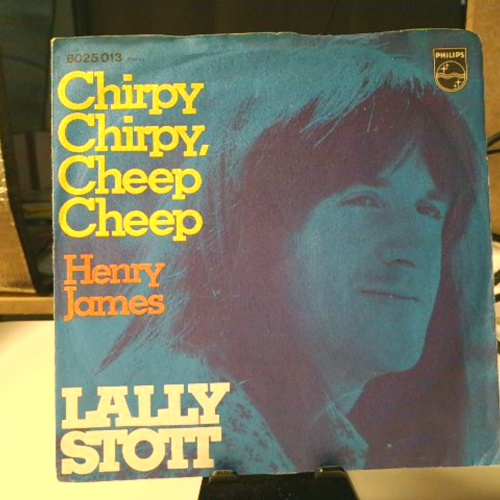 6025 013
PHILIPS
Chirpy
Chirpy,
Cheep
Cheep
Henry
James
LALLY
STOTT